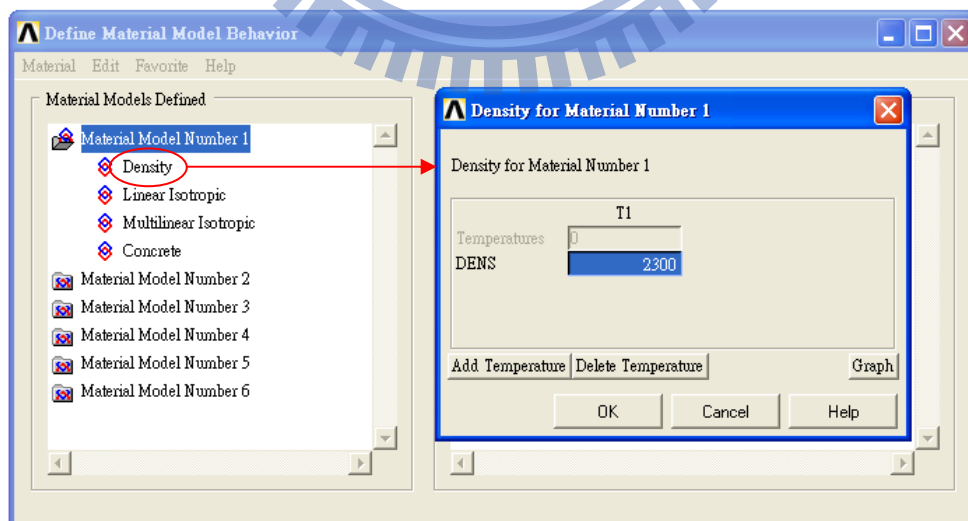 Define Material Model Behavior
Material Edit Favorite Help
Material Models Defined
Material Model Number 1
Density
Linear Isotropic
Multilinear Isotropic
Concrete
Material Model Number 2
Material Model Number 3
Material Model Number 4
Material Model Number 5
Material Model Number 6
Density for Material Number 1
Density for Material Number 1
T1
Temperatures 0
DENS 2300
Add Temperature Delete Temperature Graph
OK Cancel Help